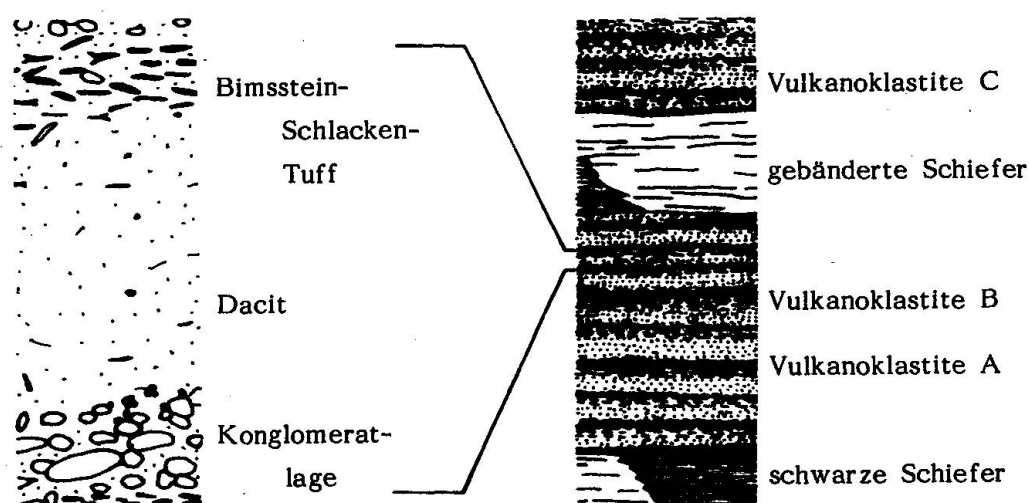 Bimsstein-
Schlacken-
Tuff
Dacit
Konglomerat-
lage
Vulkanoklastite C
gebänderte Schiefer
Vulkanoklastite B
Vulkanoklastite A
schwarze Schiefer